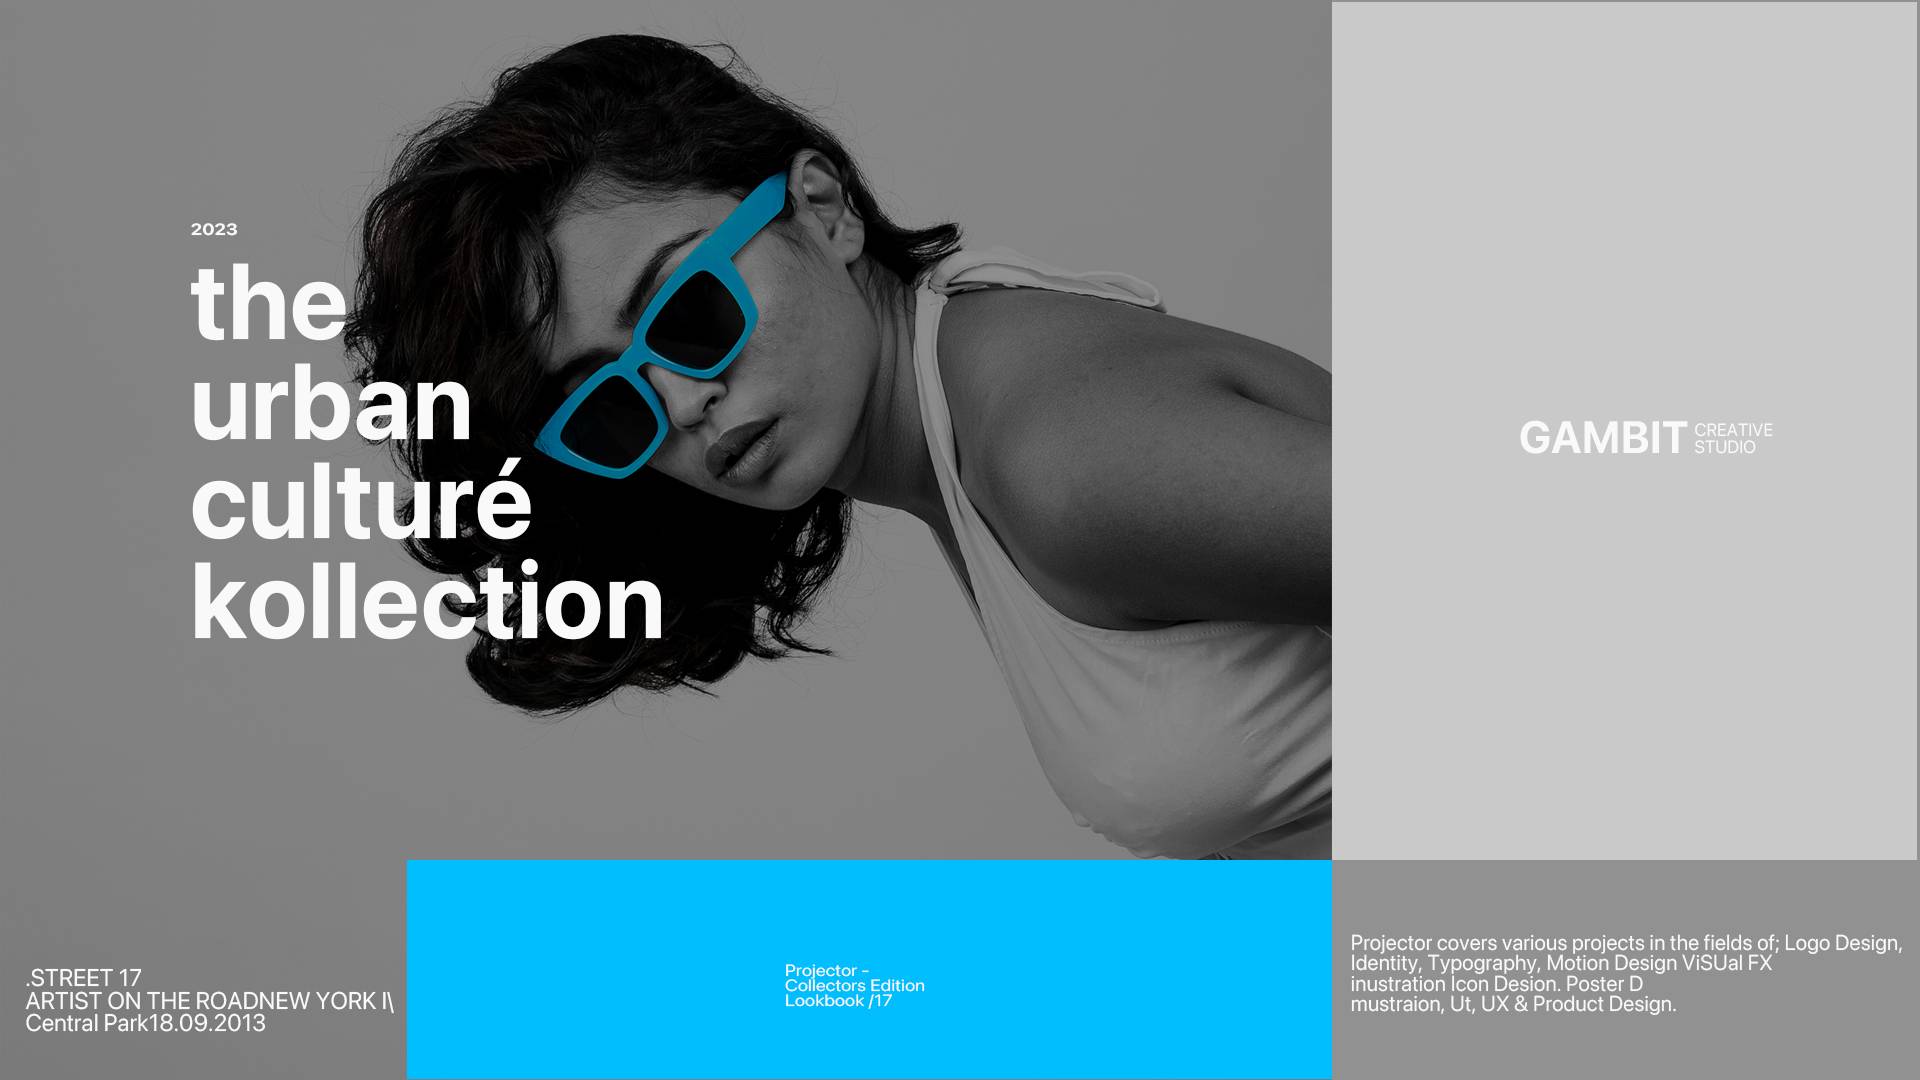 2023
the
urban
culturé
kollection
GAMBIT CREATIVE
STUDIO
.STREET 17
ARTIST ON THE ROADNEW YORK I\
Central Park18.09.2013
Projector -
Collectors Edition
Lookbook /17
Projector covers various projects in the fields of; Logo Design,
Identity, Typography, Motion Design ViSUal FX
inustration Icon Design. Poster D
mustraion, Ut, UX & Product Design.